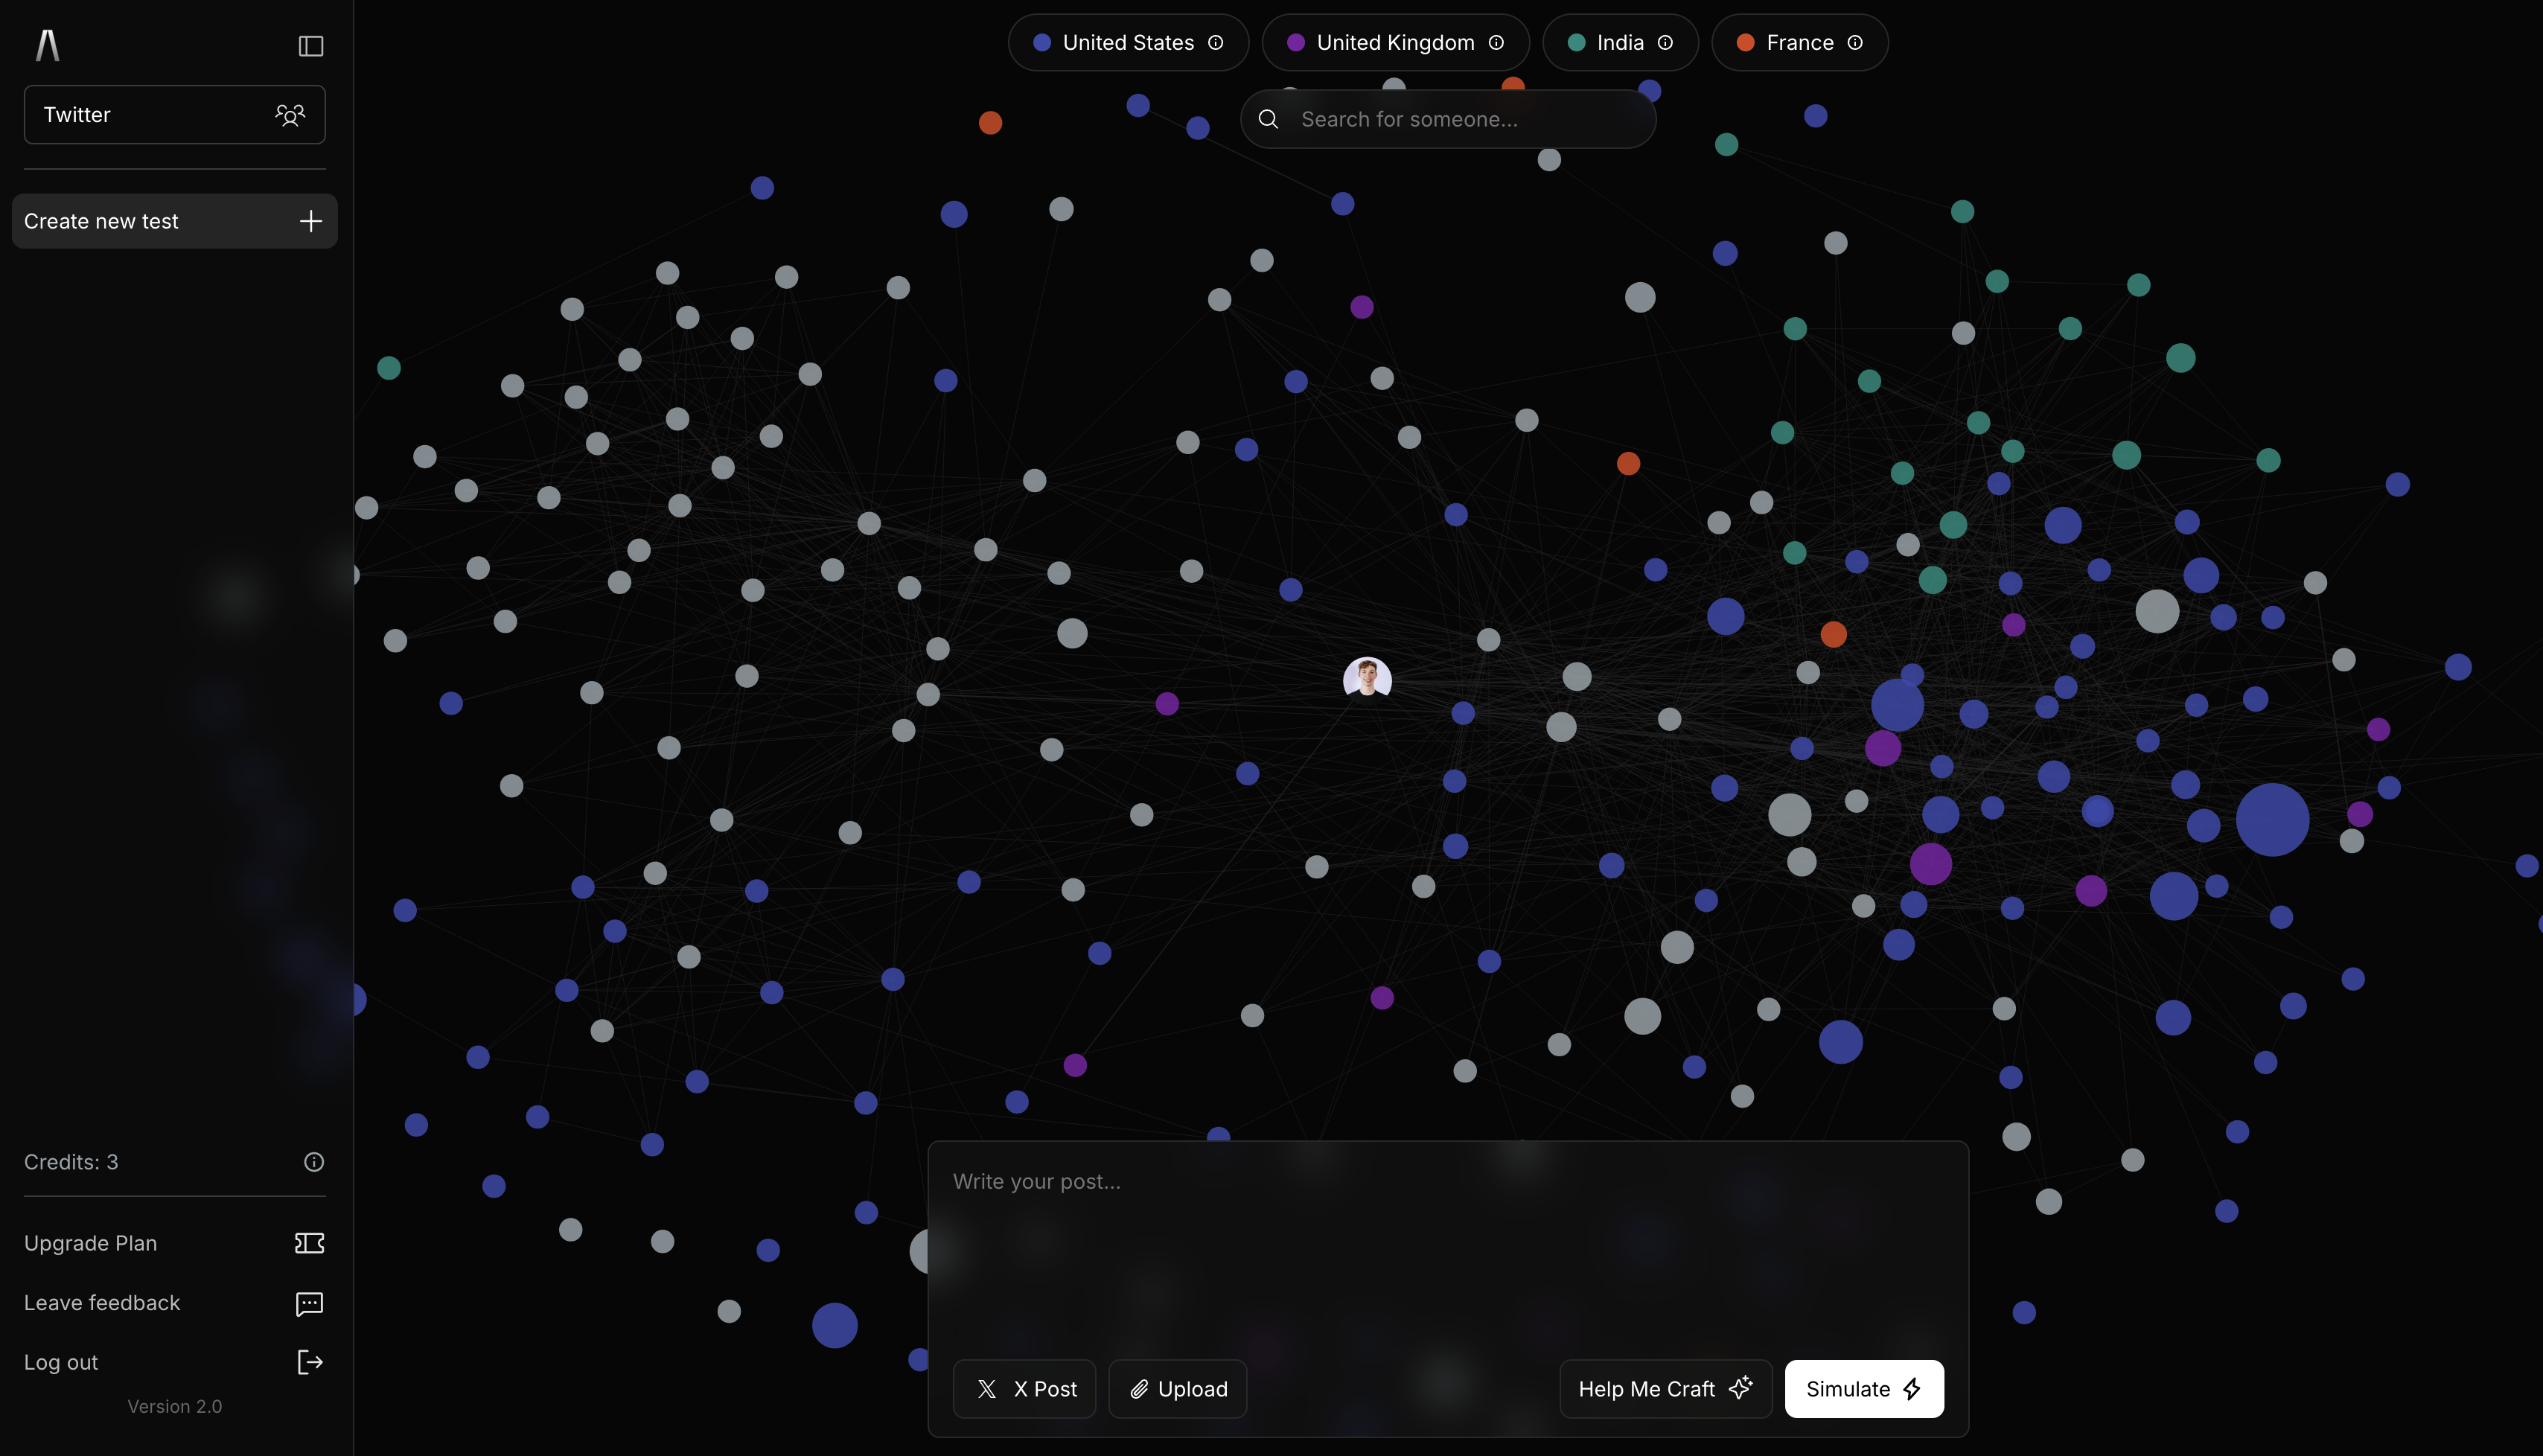 Twitter
Create new test
Credits: 3
Upgrade Plan
Leave feedback
Log out
Version 2.0
United States
United Kingdom
India
France
Search for someone...
Write your post...
X Post
Upload
Help Me Craft
Simulate